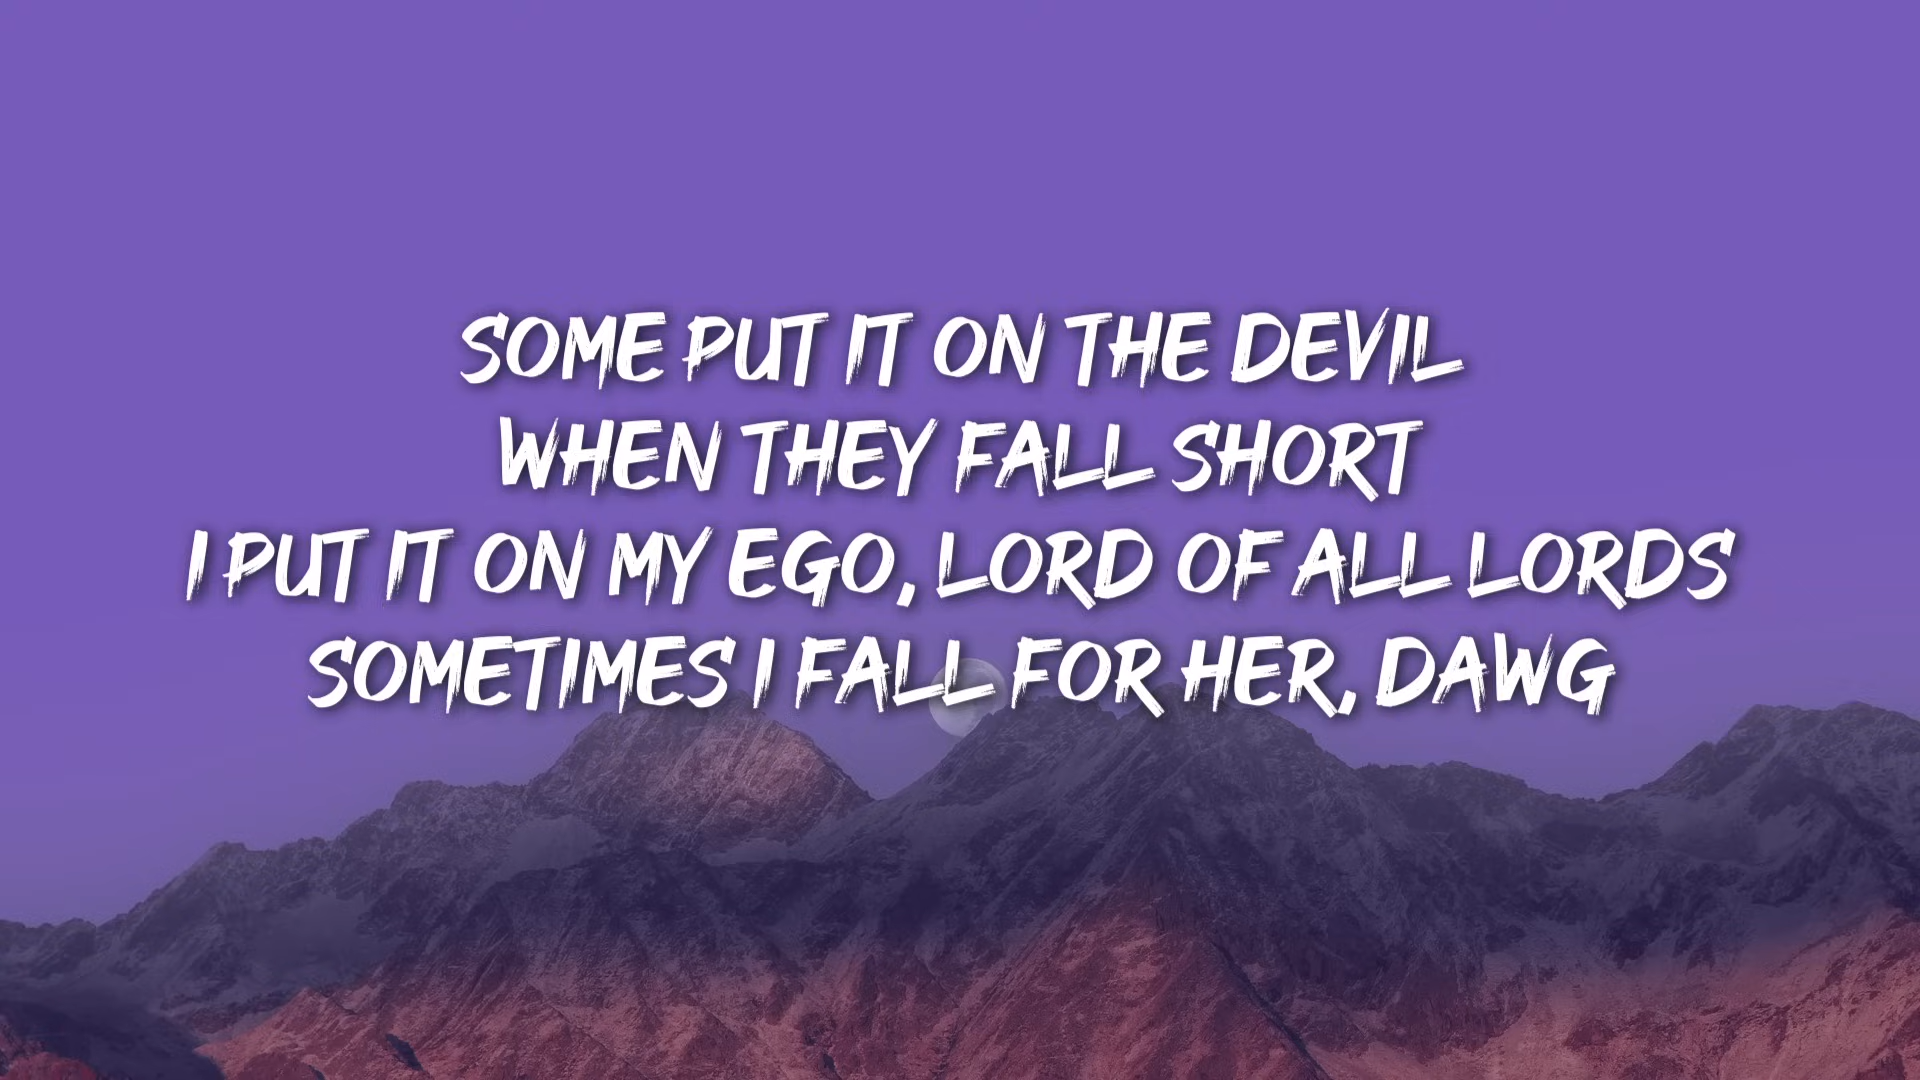 SOME PUT IT ON THE DEVIL
WHEN THEY FALL SHORT
I PUT IT ON MY EGO, LORD OF ALL LORDS
SOMETIMES I FALL FOR HER, DAWG